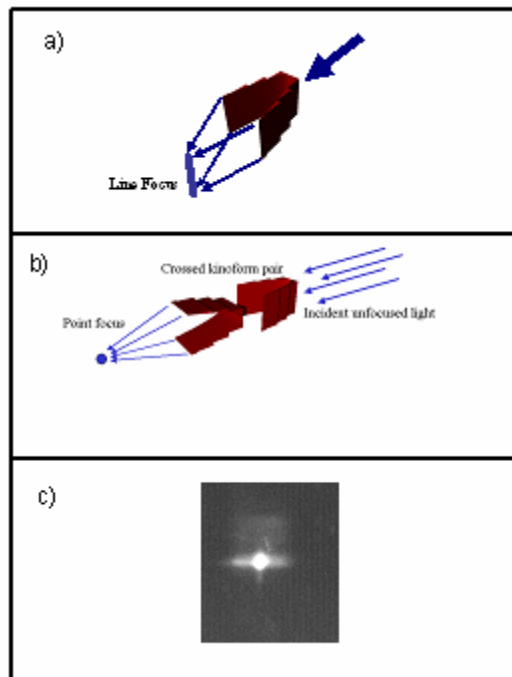 a)
Line Focus
b)
Crossed kinoform pair
Point focus
Incident unfocused light
c)